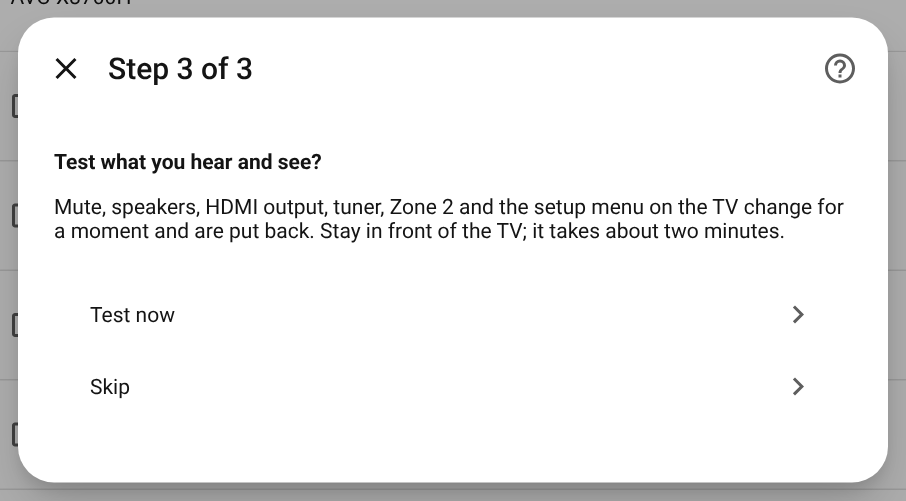 Step 3 of 3
Test what you hear and see?
Mute, speakers, HDMI output, tuner, Zone 2 and the setup menu on the TV change for
a moment and are put back. Stay in front of the TV; it takes about two minutes.
Test now
Skip